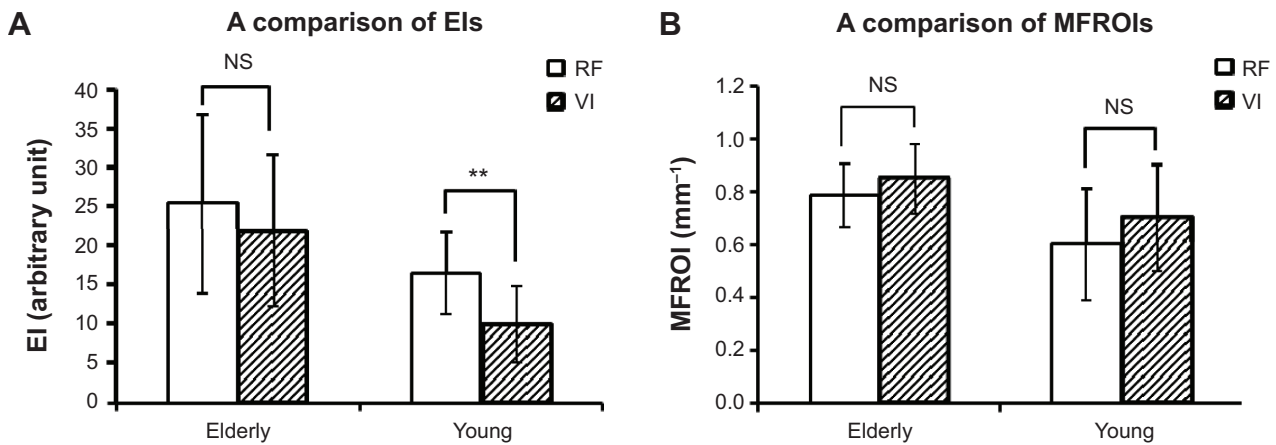 A
A comparison of EIs
NS
RF
VI
40
35
30
25
20
15
10
5
0
**
EI (arbitrary unit)
Elderly
Young
B
A comparison of MFROIs
RF
VI
1.2
1.0
0.8
0.6
0.4
0.2
0.0
NS
NS
MFROI (mm⁻¹)
Elderly
Young